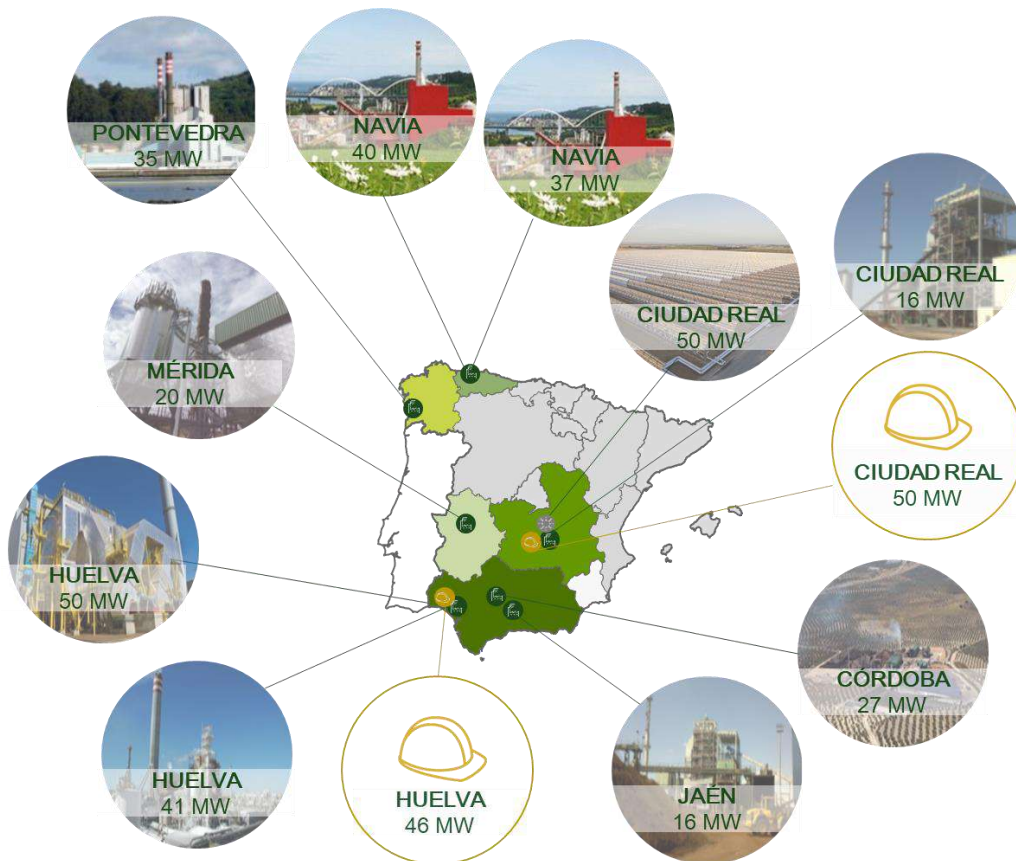 PONTEVEDRA
35 MW
NAVIA
40 MW
NAVIA
37 MW
CIUDAD REAL
16 MW
CIUDAD REAL
50 MW
MÉRIDA
20 MW
CIUDAD REAL
50 MW
HUELVA
50 MW
CÓRDOBA
27 MW
HUELVA
41 MW
HUELVA
46 MW
JAÉN
16 MW